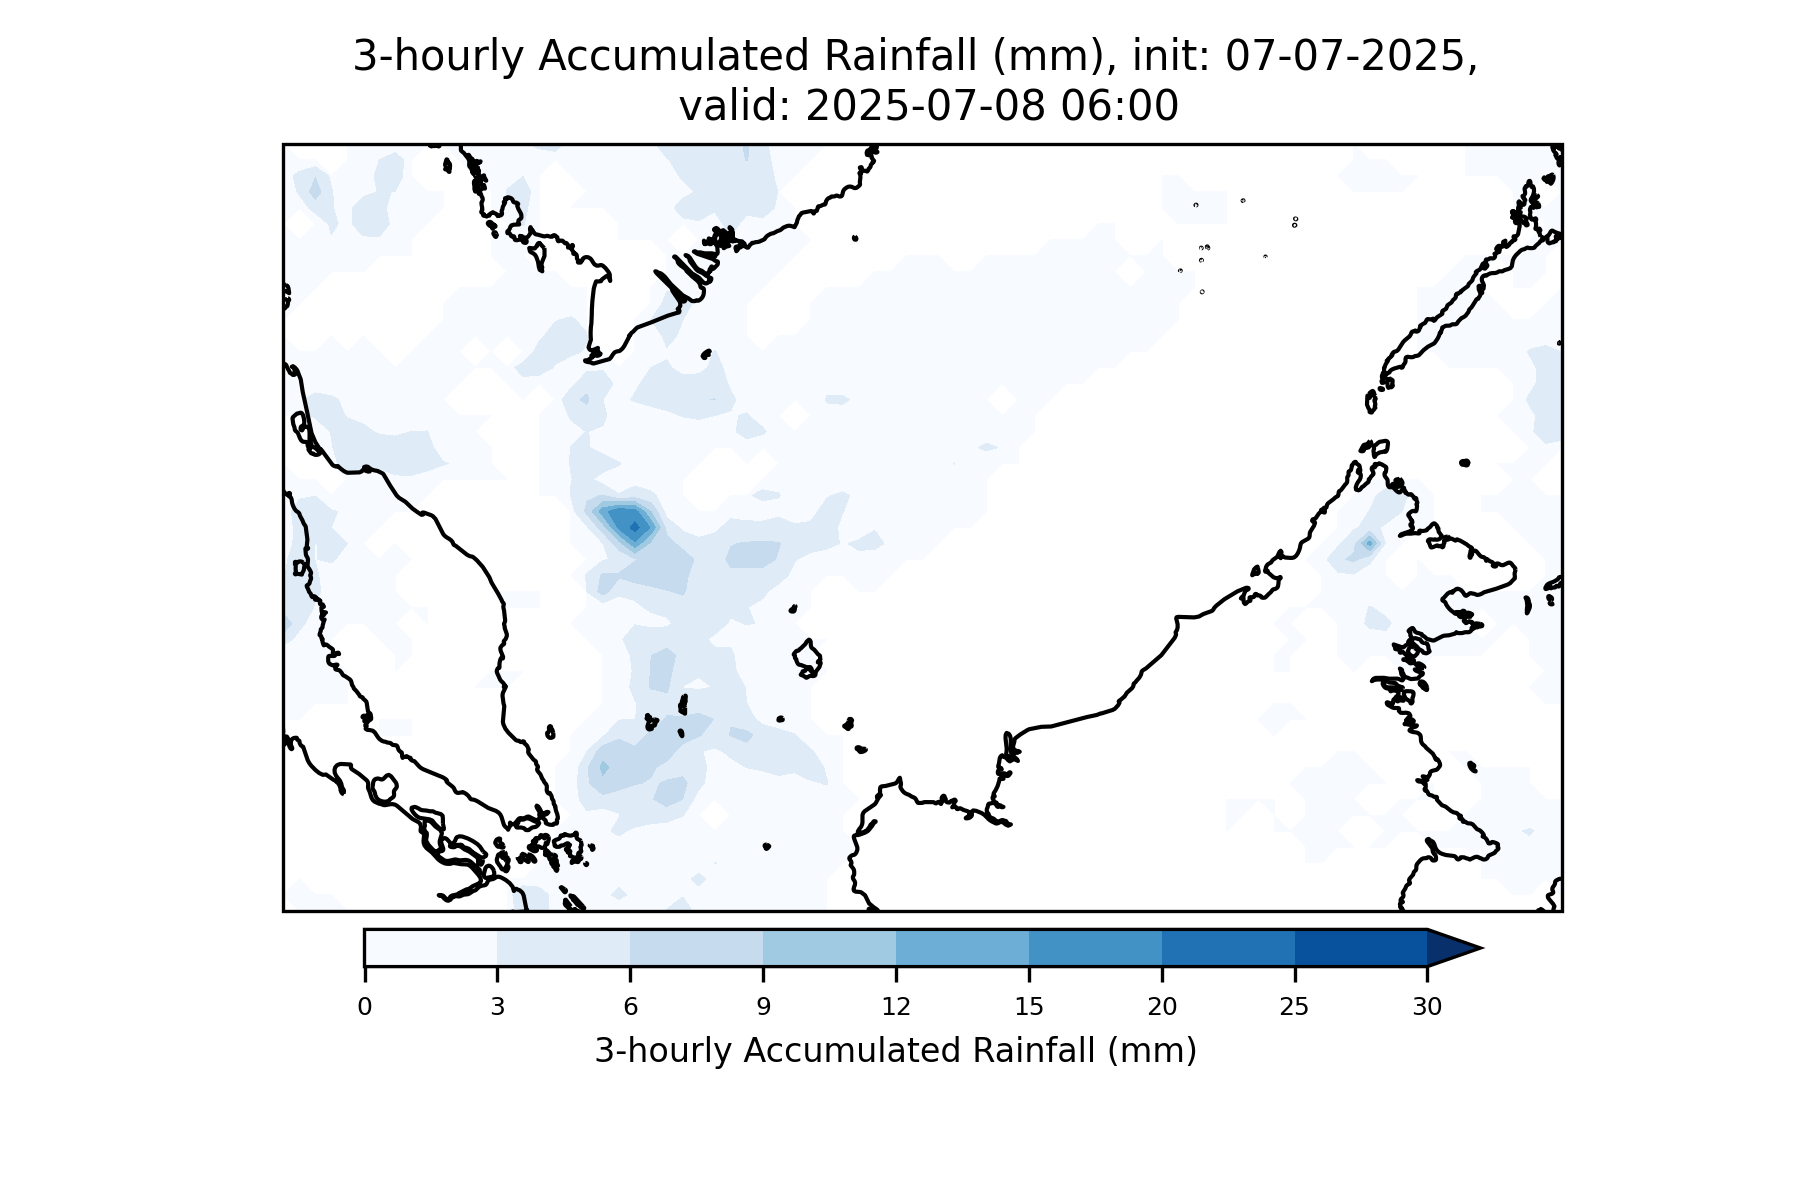 3-hourly Accumulated Rainfall (mm), init: 07-07-2025,
valid: 2025-07-08 06:00
0 3 6 9 12 15 20 25 30
3-hourly Accumulated Rainfall (mm)